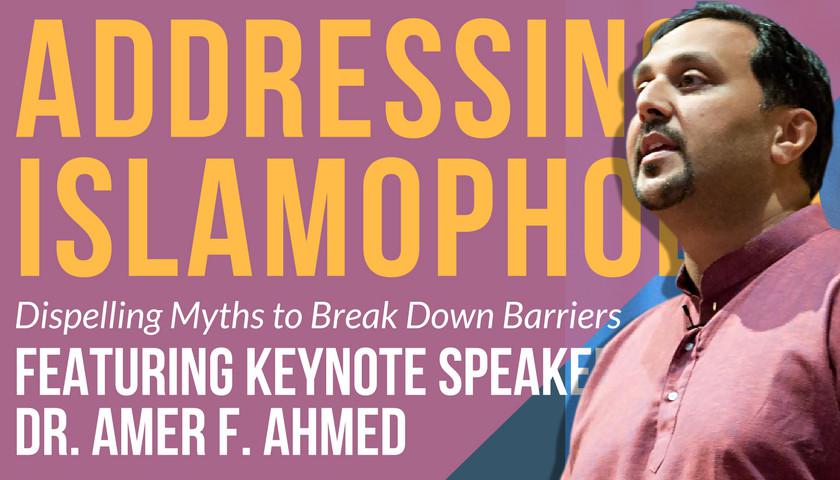 ADDRESSIN
ISLAMOPHO
Dispelling Myths to Break Down Barriers
FEATURING KEYNOTE SPEAKE
DR. AMER F. AHMED